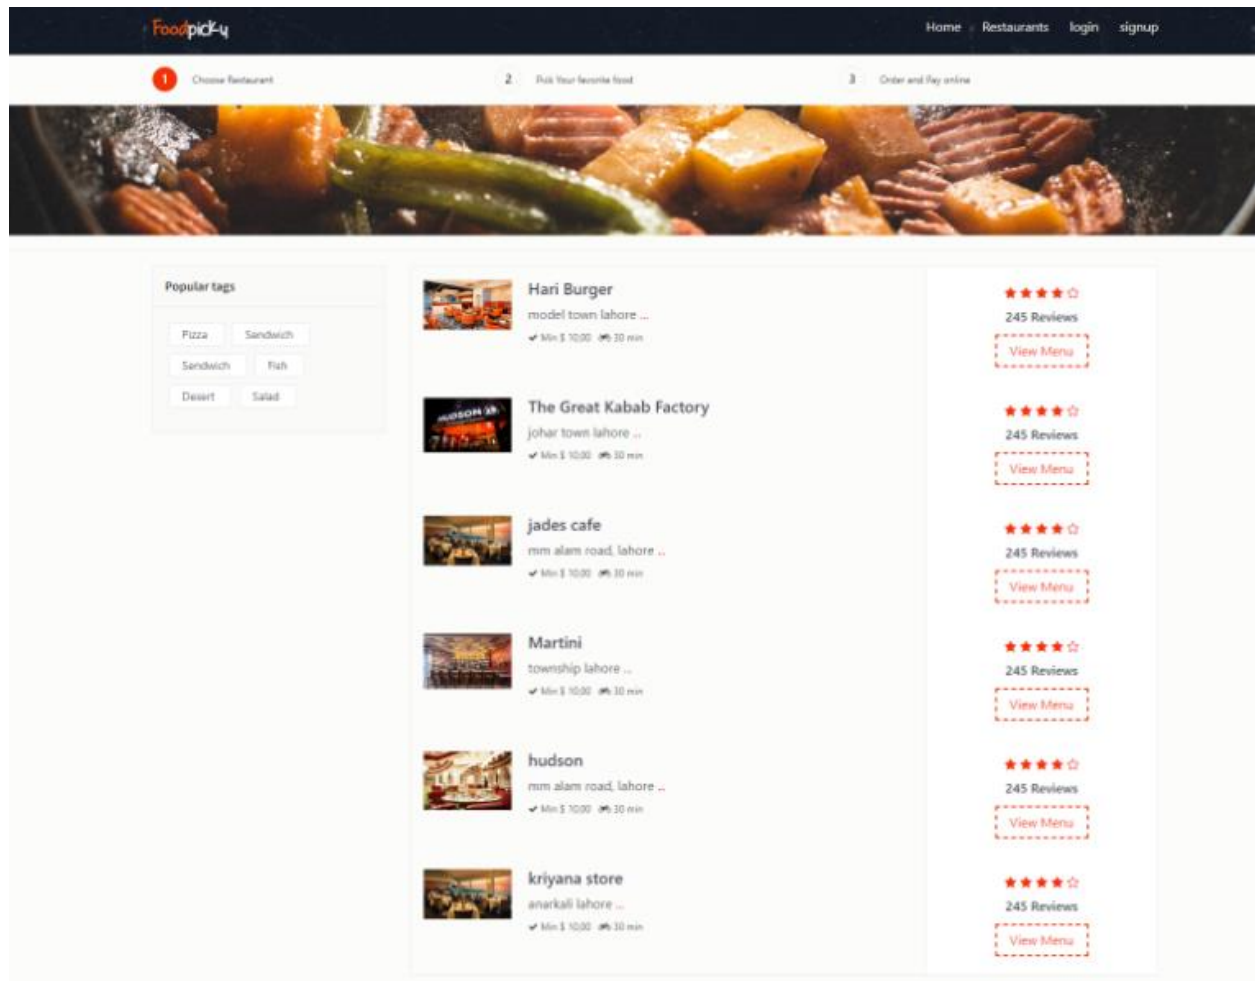 Foodpicky
Home Restaurants login signup
1 Choose Restaurant 2 Pick Your favorite food 3 Order and Pay online
Popular tags
Pizza Sandwich
Sandwich Fish
Desert Salad
Hari Burger
model town lahore ...
Min $ 10,00 30 min
245 Reviews
View Menu
HUDSON
The Great Kabab Factory
johar town lahore ...
Min $ 10,00 30 min
245 Reviews
View Menu
jades cafe
mm alam road, lahore ...
Min $ 10,00 30 min
245 Reviews
View Menu
Martini
township lahore ...
Min $ 10,00 30 min
245 Reviews
View Menu
hudson
mm alam road, lahore ...
Min $ 10,00 30 min
245 Reviews
View Menu
kriyana store
anarkali lahore ...
Min $ 10,00 30 min
245 Reviews
View Menu